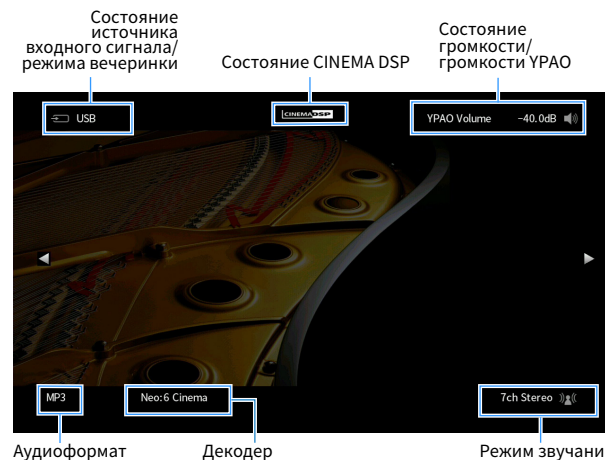 Состояние
источника
входного сигнала/
режима вечеринки
Состояние CINEMA DSP
Состояние
громкости/
громкости YPAO
USB
CINEMA DSP
YPAO Volume -40.0dB
MP3
Neo:6 Cinema
7ch Stereo
Аудиоформат
Декодер
Режим звучани